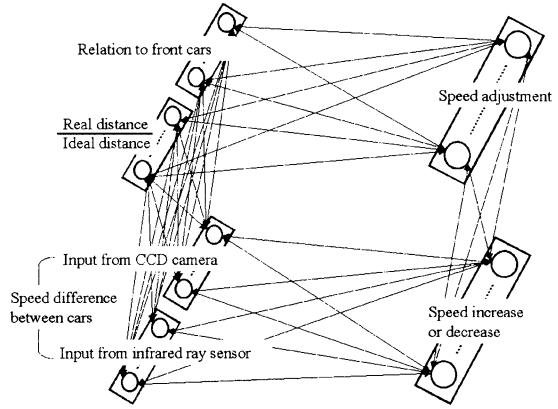 Relation to front cars
Speed adjustment
Real distance
Ideal distance
Input from CCD camera
Speed difference
between cars
Speed increase
or decrease
Input from infrared ray sensor